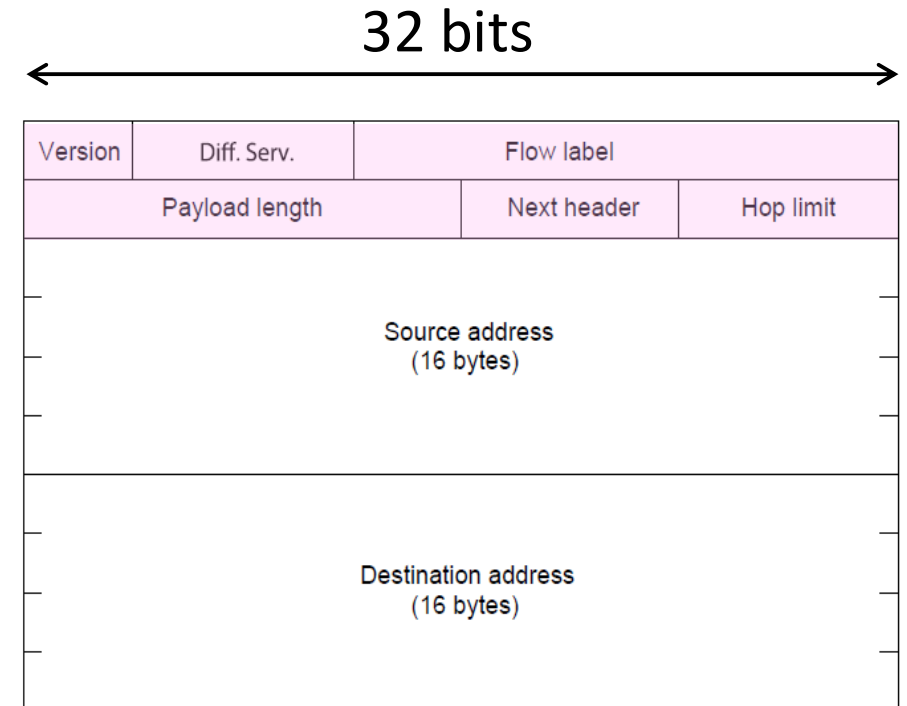 32 bits
Version Diff. Serv. Flow label
Payload length Next header Hop limit
Source address
(16 bytes)
Destination address
(16 bytes)